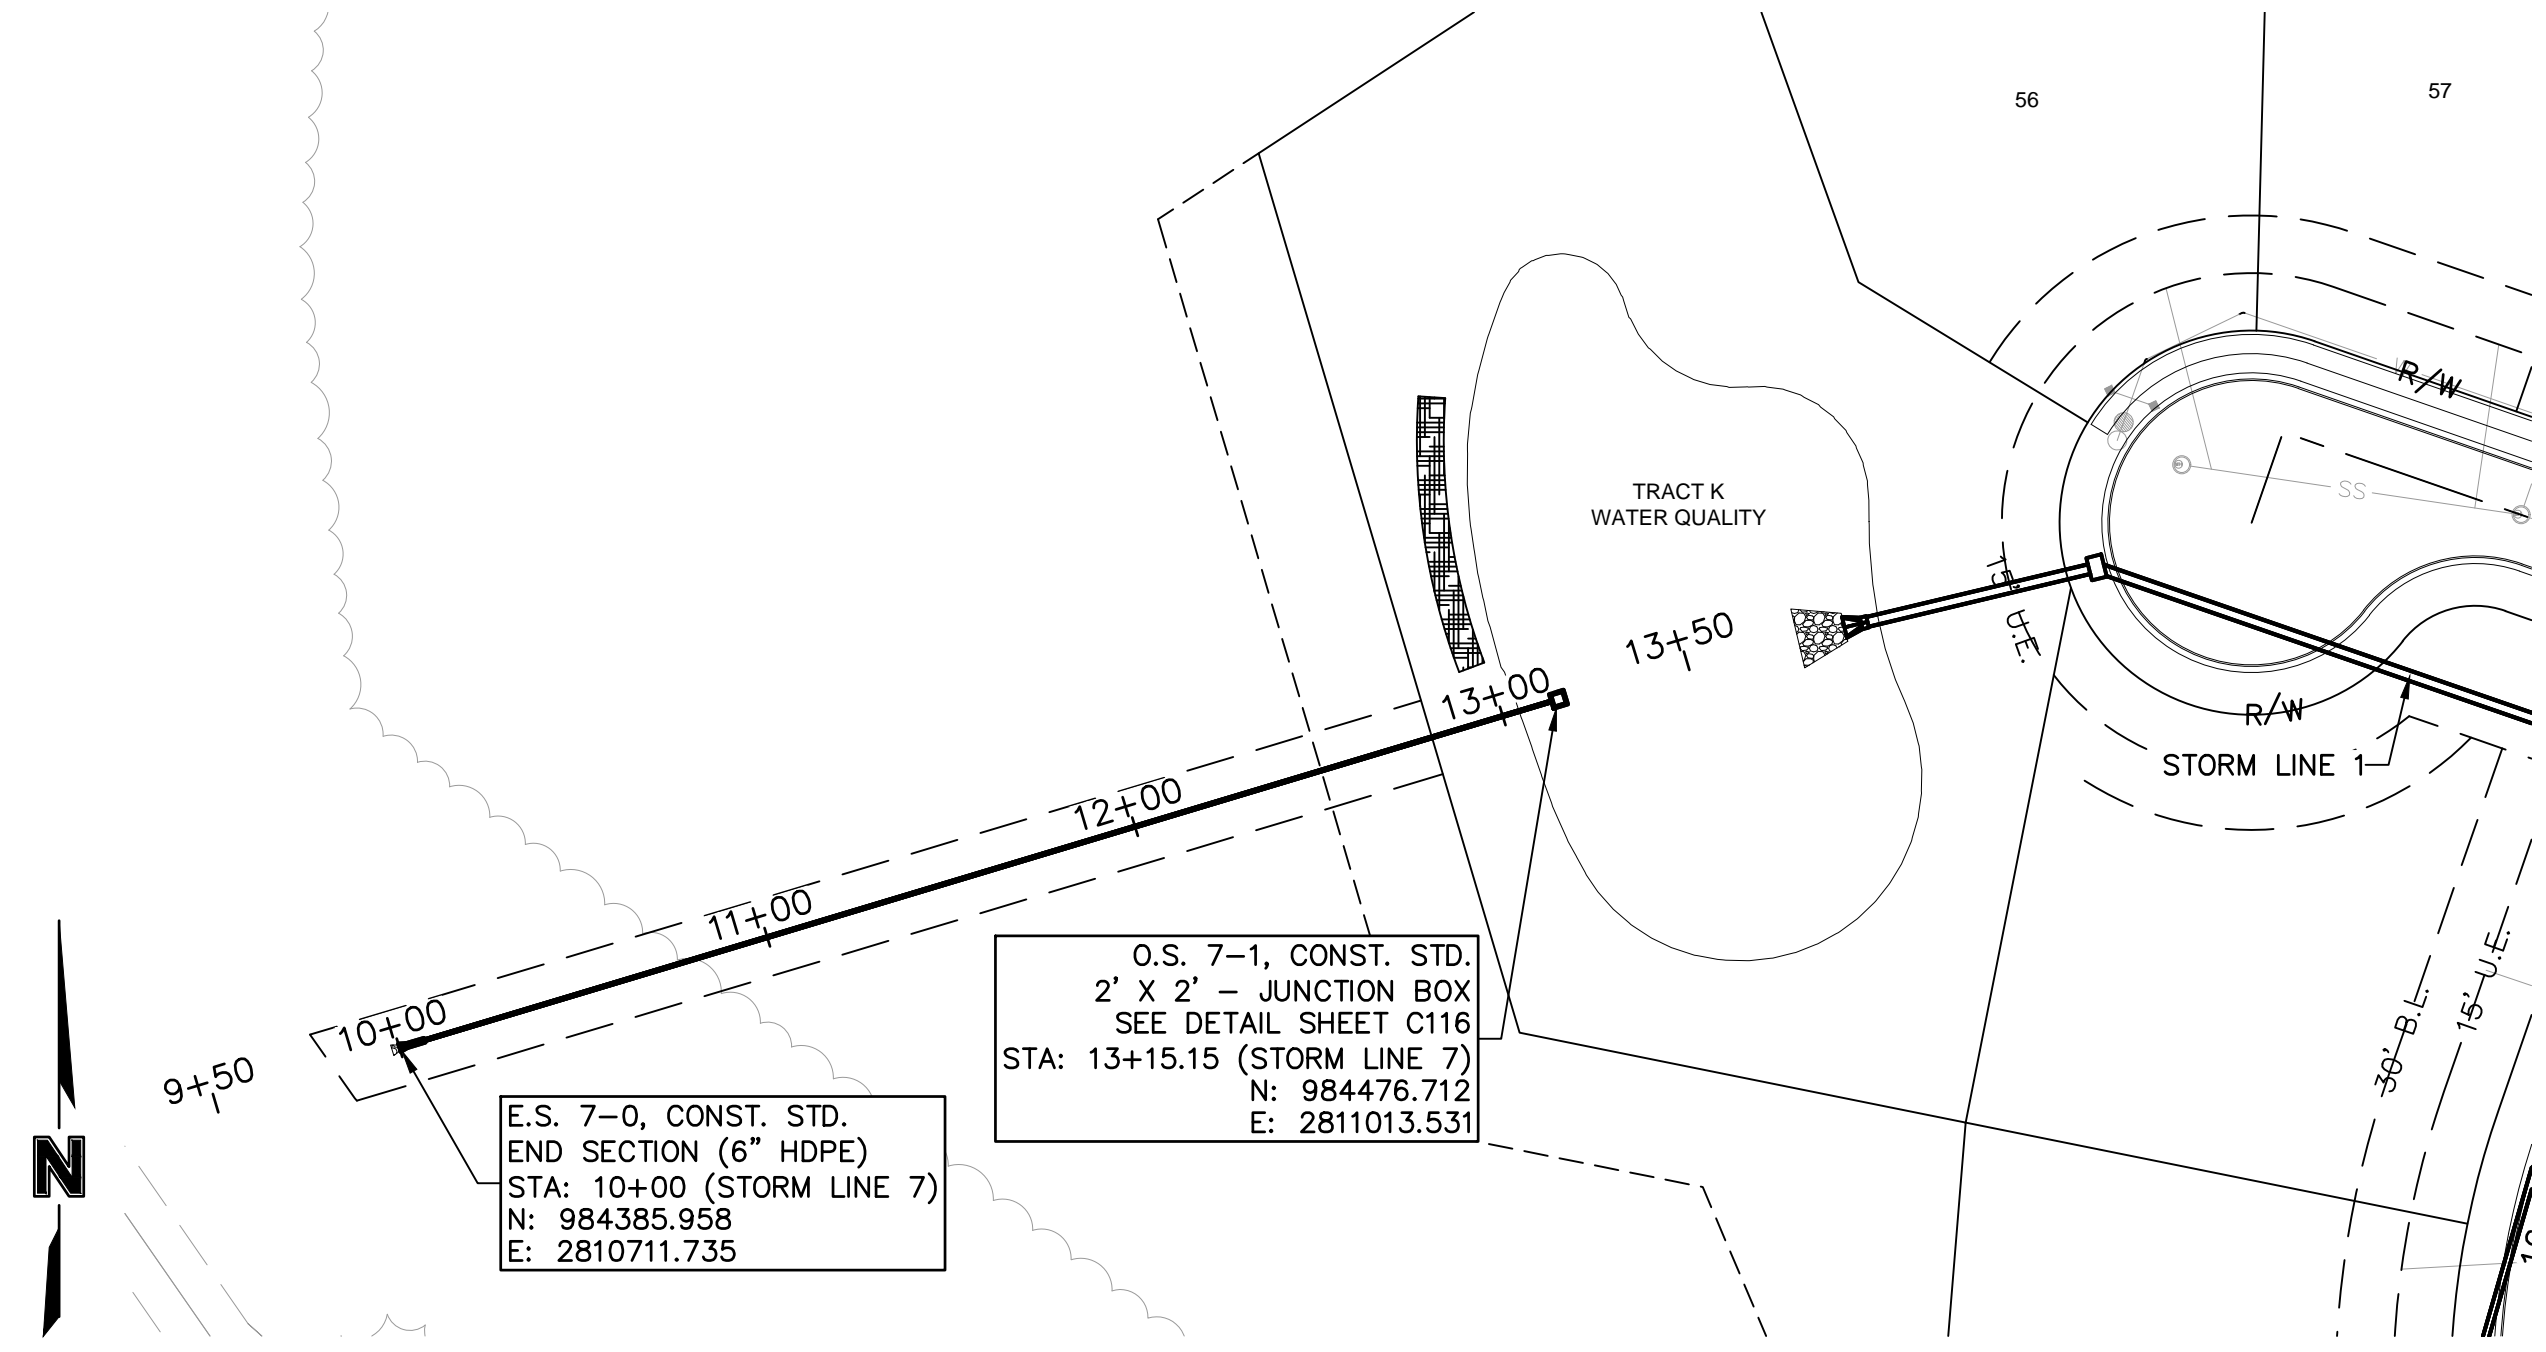 56
57
R/W
TRACT K
WATER QUALITY
SS
15' U.E.
13+50
13+00
R/W
STORM LINE 1
12+00
11+00
10+00
9+50
O.S. 7-1, CONST. STD.
2' X 2' - JUNCTION BOX
SEE DETAIL SHEET C116
STA: 13+15.15 (STORM LINE 7)
N: 984476.712
E: 2811013.531
E.S. 7-0, CONST. STD.
END SECTION (6" HDPE)
STA: 10+00 (STORM LINE 7)
N: 984385.958
E: 2810711.735
30' B.L.
15' U.E.
N